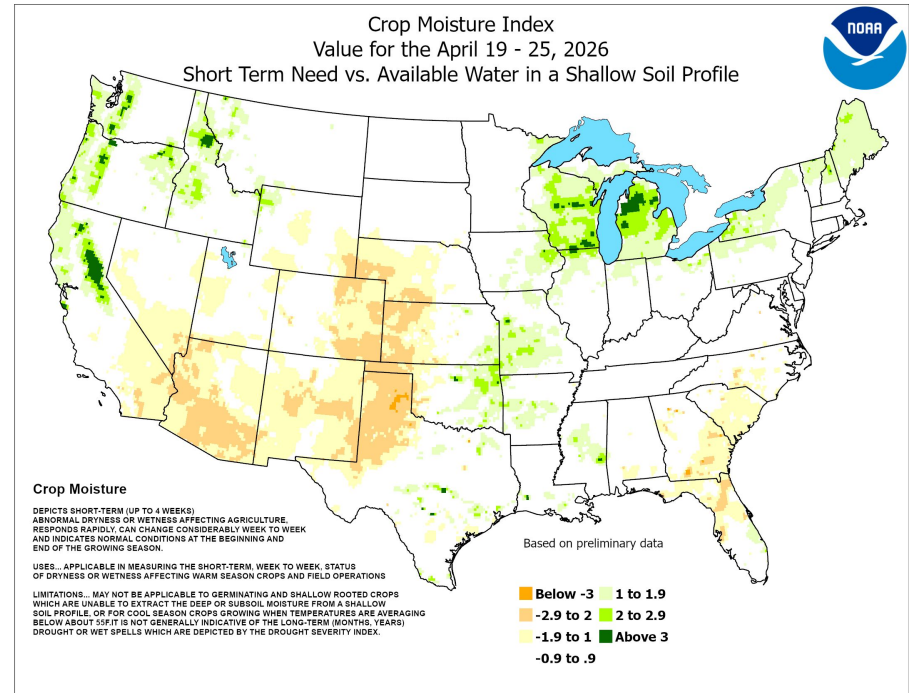 Crop Moisture Index
Value for the April 19 - 25, 2026
Short Term Need vs. Available Water in a Shallow Soil Profile
NOAA
Crop Moisture
DEPICTS SHORT-TERM (UP TO 4 WEEKS)
ABNORMAL DRYNESS OR WETNESS AFFECTING AGRICULTURE,
RESPONDS RAPIDLY, CAN CHANGE CONSIDERABLY WEEK TO WEEK
AND INDICATES NORMAL CONDITIONS AT THE BEGINNING AND
END OF THE GROWING SEASON.
USES... APPLICABLE IN MEASURING THE SHORT-TERM, WEEK TO WEEK, STATUS
OF DRYNESS OR WETNESS AFFECTING WARM SEASON CROPS AND FIELD OPERATIONS
LIMITATIONS... MAY NOT BE APPLICABLE TO GERMINATING AND SHALLOW ROOTED CROPS
WHICH ARE UNABLE TO EXTRACT THE DEEP OR SUBSOIL MOISTURE FROM A SHALLOW
SOIL PROFILE, OR FOR COOL SEASON CROPS GROWING WHEN TEMPERATURES ARE AVERAGING
BELOW ABOUT 55F.IT IS NOT GENERALLY INDICATIVE OF THE LONG-TERM (MONTHS, YEARS)
DROUGHT OR WET SPELLS WHICH ARE DEPICTED BY THE DROUGHT SEVERITY INDEX.
Based on preliminary data
Below -3
-2.9 to 2
-1.9 to 1
-0.9 to .9
1 to 1.9
2 to 2.9
Above 3